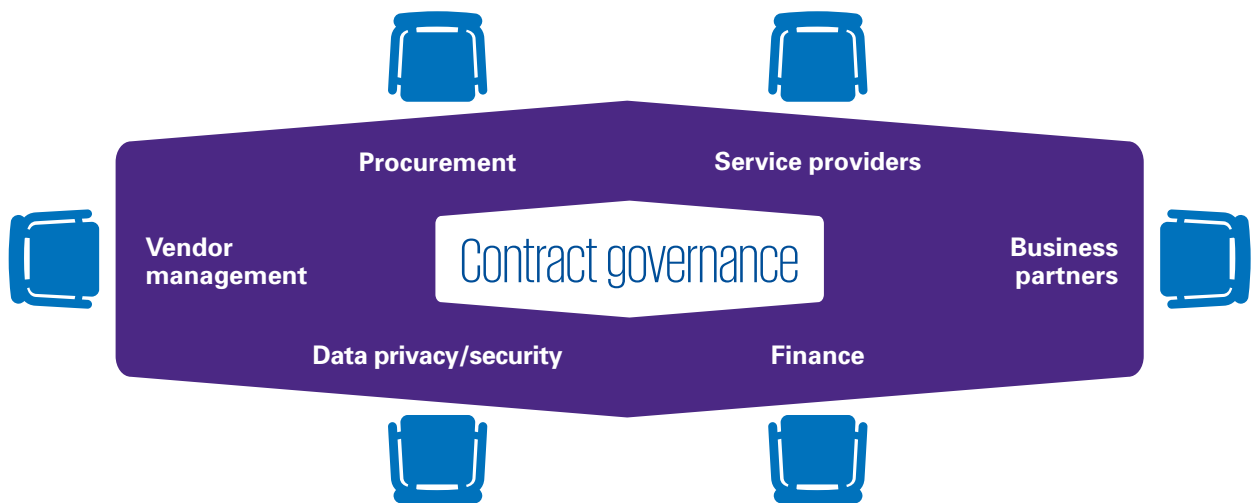 Procurement
Service providers
Vendor
management
Contract governance
Business
partners
Data privacy/security
Finance